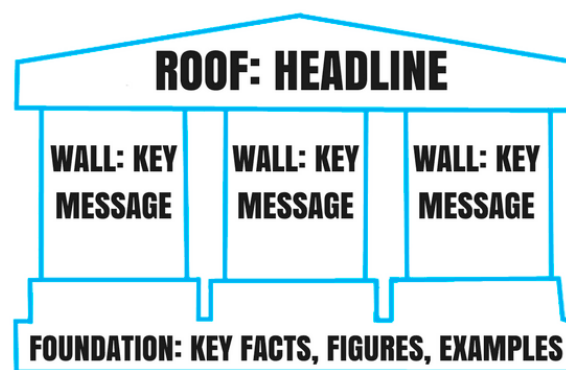 ROOF: HEADLINE
WALL: KEY
MESSAGE
WALL: KEY
MESSAGE
WALL: KEY
MESSAGE
FOUNDATION: KEY FACTS, FIGURES, EXAMPLES